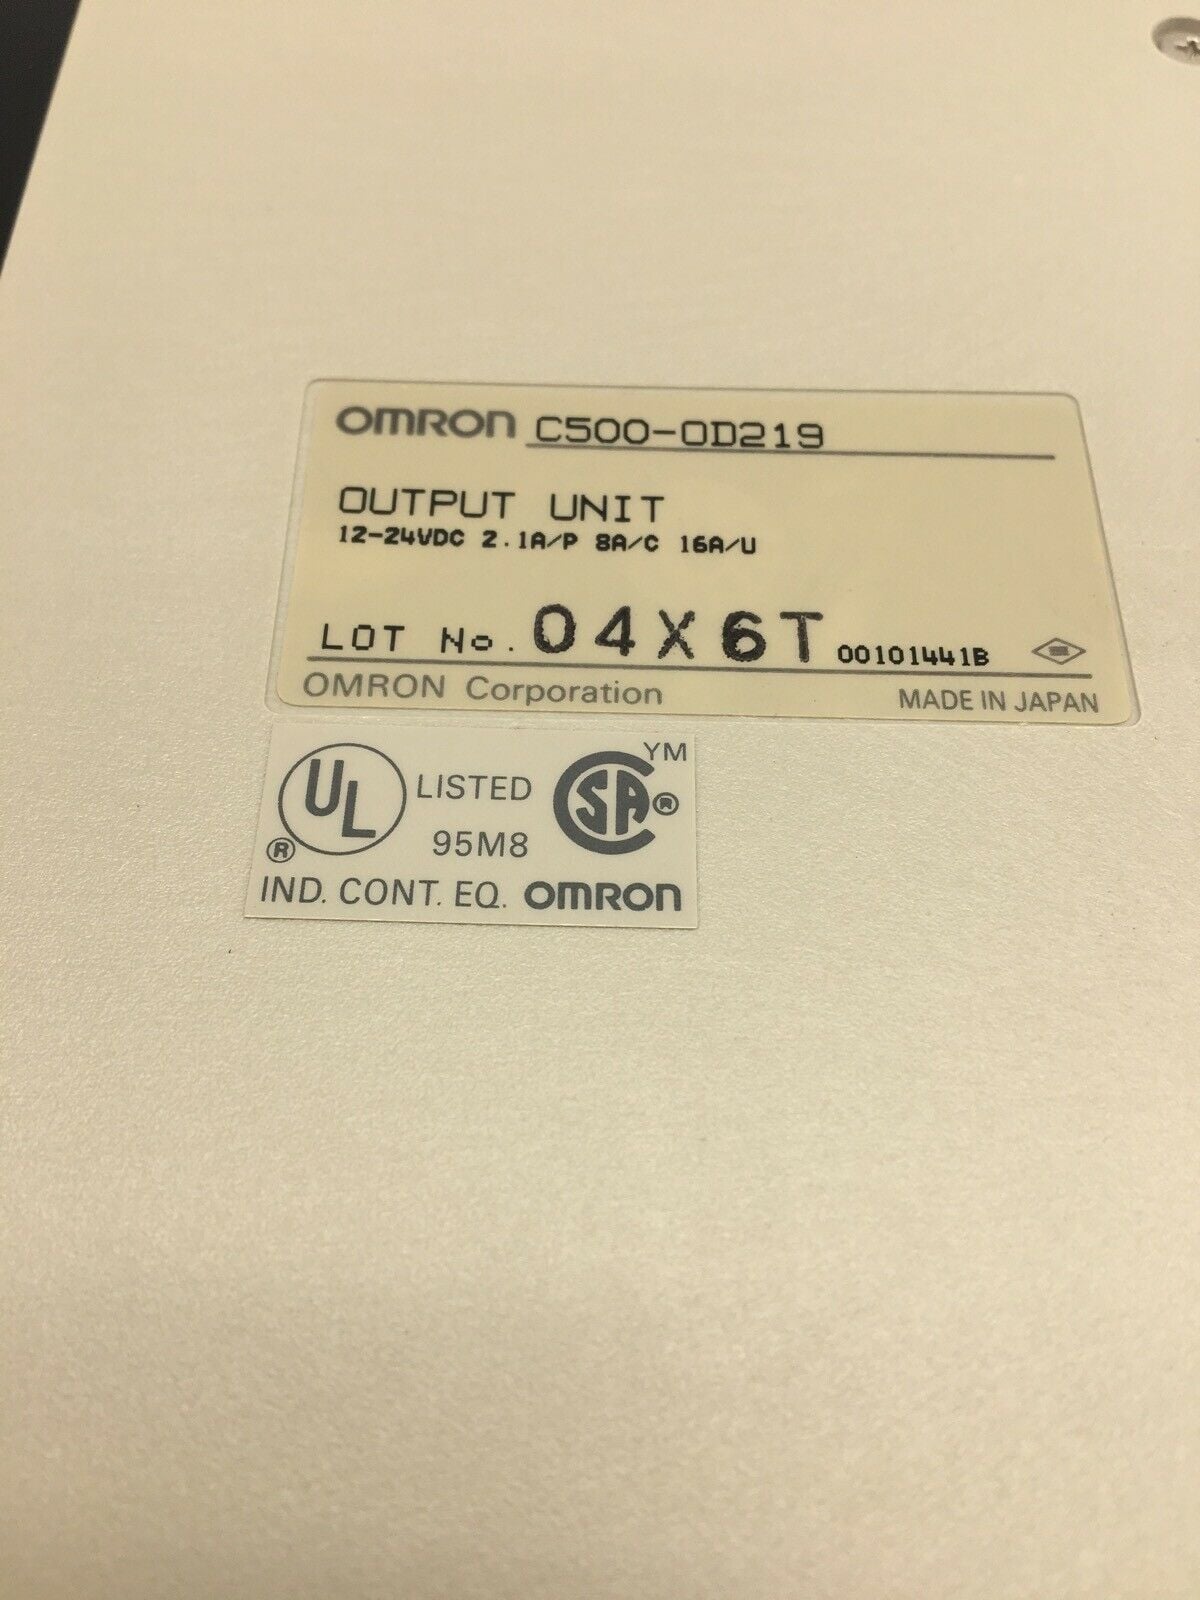 OMRON C500-OD219
OUTPUT UNIT
12-24VDC 2.1A/P 8A/C 16A/U
LOT No. 04X6T 00101441B
OMRON Corporation MADE IN JAPAN
UL LISTED CSA YM ®
® 95M8
IND. CONT. EQ. OMRON